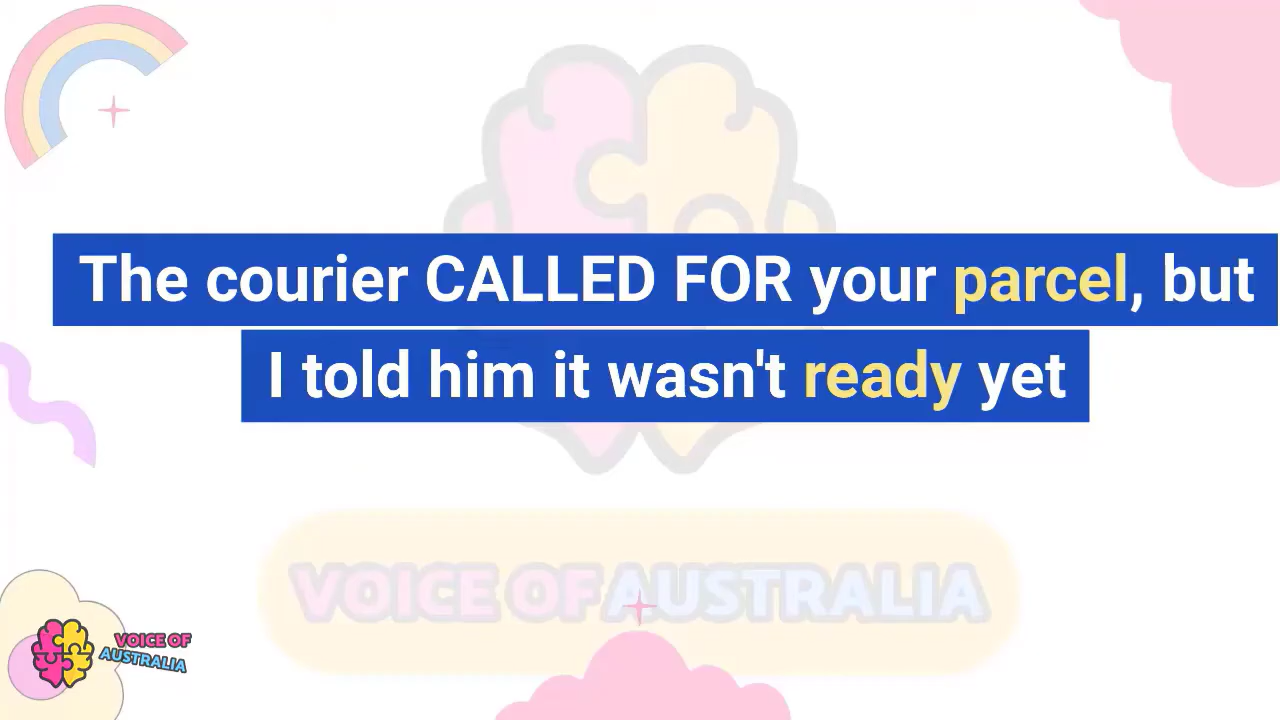 The courier CALLED FOR your parcel, but
I told him it wasn't ready yet
VOICE OF AUSTRALIA
VOICE OF
AUSTRALIA